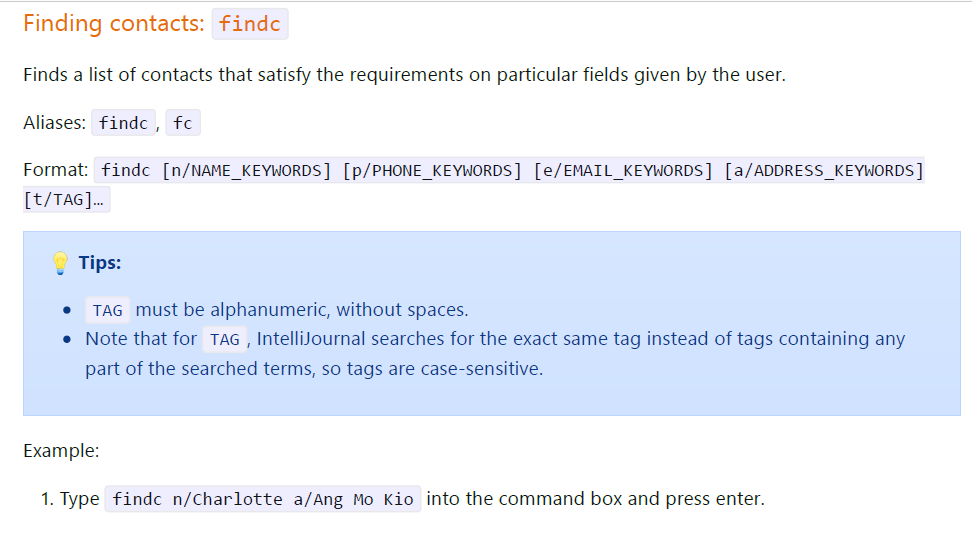 Finding contacts: findc
Finds a list of contacts that satisfy the requirements on particular fields given by the user.
Aliases: findc , fc
Format: findc [n/NAME_KEYWORDS] [p/PHONE_KEYWORDS] [e/EMAIL_KEYWORDS] [a/ADDRESS_KEYWORDS]
[t/TAG]…
Tips:
TAG must be alphanumeric, without spaces.
Note that for TAG , IntelliJournal searches for the exact same tag instead of tags containing any
part of the searched terms, so tags are case-sensitive.
Example:
1. Type findc n/Charlotte a/Ang Mo Kio into the command box and press enter.